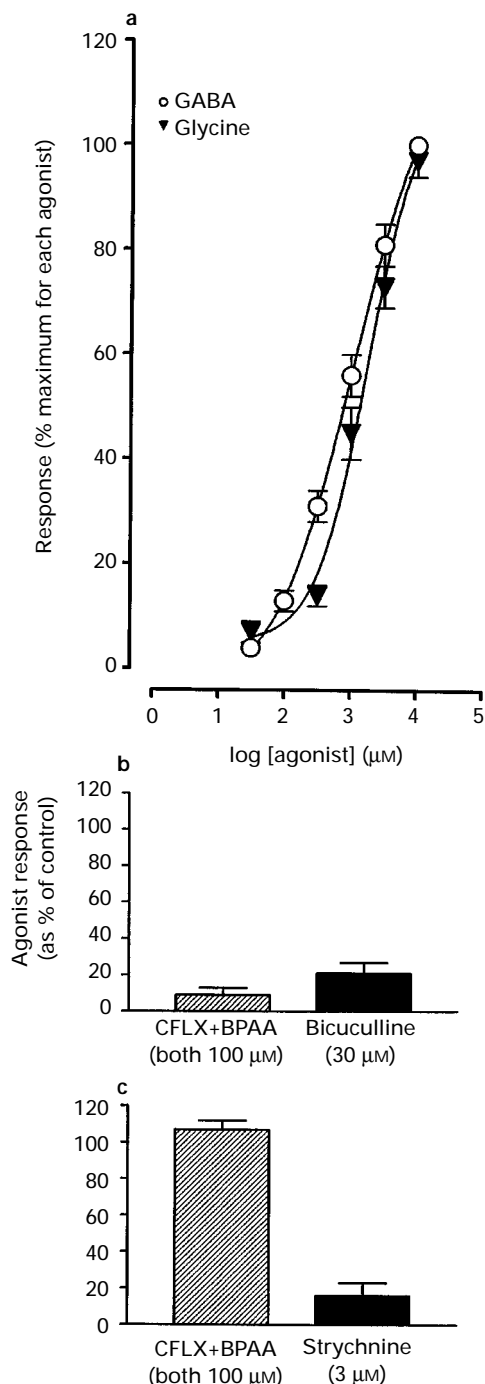 a
120
100
80
60
40
20
0
Response (% maximum for each agonist)
GABA
Glycine
0 1 2 3 4 5
log [agonist] (µM)
b
120
100
80
60
40
20
0
Agonist response
(as % of control)
CFLX+BPAA Bicuculline
(both 100 µM) (30 µM)
c
120
100
80
60
40
20
0
CFLX+BPAA Strychnine
(both 100 µM) (3 µM)